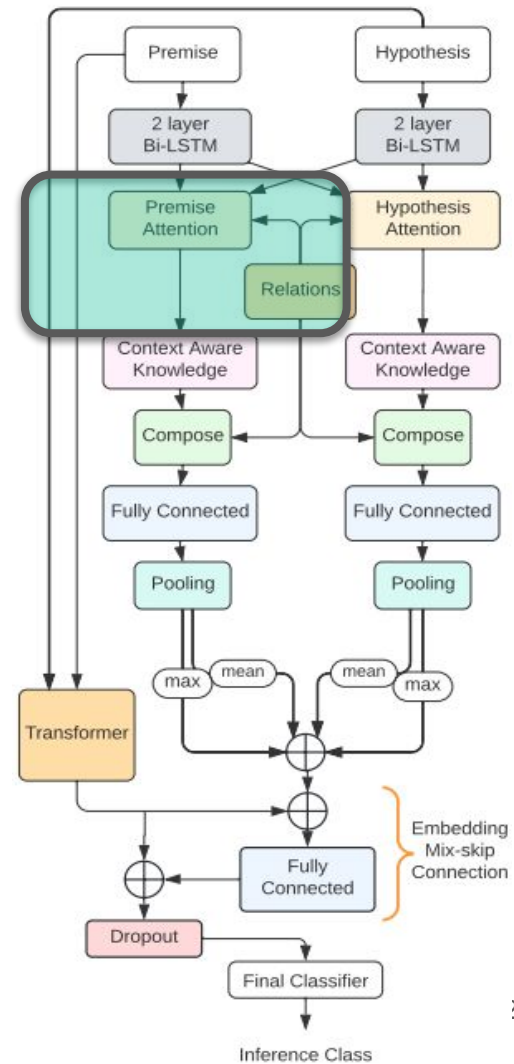 Premise
Hypothesis
2 layer
Bi-LSTM
2 layer
Bi-LSTM
Premise
Attention
Hypothesis
Attention
Relations
Context Aware
Knowledge
Context Aware
Knowledge
Compose
Compose
Fully Connected
Fully Connected
Pooling
Pooling
max
mean
mean
max
Transformer
Embedding
Mix-skip
Connection
Fully
Connected
Dropout
Final Classifier
Inference Class